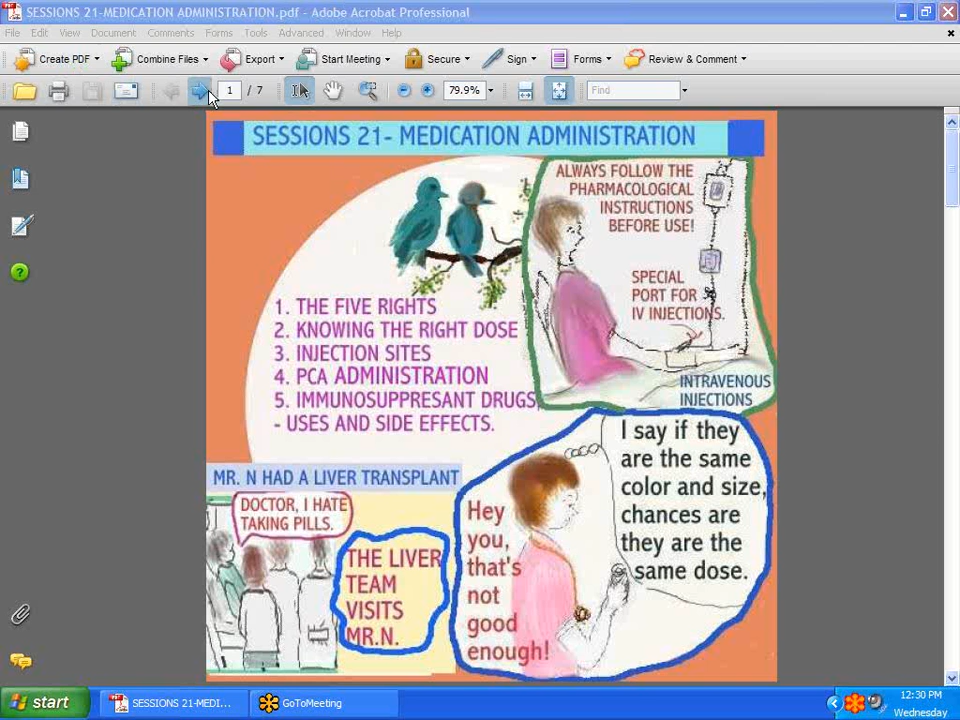 SESSIONS 21-MEDICATION ADMINISTRATION.pdf - Adobe Acrobat Professional
File Edit View Document Comments Forms Tools Advanced Window Help
Create PDF Combine Files Export Start Meeting Secure Sign Forms Review & Comment
1 / 7 79.9% Find
SESSIONS 21- MEDICATION ADMINISTRATION
ALWAYS FOLLOW THE
PHARMACOLOGICAL
INSTRUCTIONS
BEFORE USE!
SPECIAL
PORT FOR
IV INJECTIONS.
INTRAVENOUS
INJECTIONS
1. THE FIVE RIGHTS
2. KNOWING THE RIGHT DOSE
3. INJECTION SITES
4. PCA ADMINISTRATION
5. IMMUNOSUPPRESANT DRUGS,
- USES AND SIDE EFFECTS.
MR. N HAD A LIVER TRANSPLANT
DOCTOR, I HATE
TAKING PILLS.
THE LIVER
TEAM
VISITS
MR.N.
I say if they
are the same
color and size,
chances are
they are the
same dose.
Hey
you,
that's
not
good
enough!
start SESSIONS 21-MEDI... GoToMeeting 12:30 PM
Wednesday